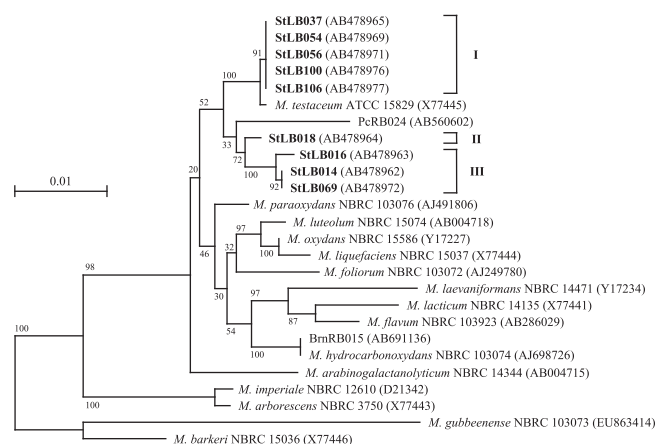 StLB037 (AB478965)
StLB054 (AB478969)
91 StLB056 (AB478971) I
StLB100 (AB478976)
100
StLB106 (AB478977)
M. testaceum ATCC 15829 (X77445)
52
PcRB024 (AB560602)
33 StLB018 (AB478964) II
72
StLB016 (AB478963)
100
20 StLB014 (AB478962) III
92
0.01 StLB069 (AB478972)
M. paraoxydans NBRC 103076 (AJ491806)
M. luteolum NBRC 15074 (AB004718)
97
32 M. oxydans NBRC 15586 (Y17227)
46 100
M. liquefaciens NBRC 15037 (X77444)
98 M. foliorum NBRC 103072 (AJ249780)
30 M. laevaniformans NBRC 14471 (Y17234)
97
M. lacticum NBRC 14135 (X77441)
87
54 M. flavum NBRC 103923 (AB286029)
100 BrnRB015 (AB691136)
100
M. hydrocarbonoxydans NBRC 103074 (AJ698726)
M. arabinogalactanolyticum NBRC 14344 (AB004715)
M. imperiale NBRC 12610 (D21342)
100
M. arborescens NBRC 3750 (X77443)
M. gubbeenense NBRC 103073 (EU863414)
M. barkeri NBRC 15036 (X77446)